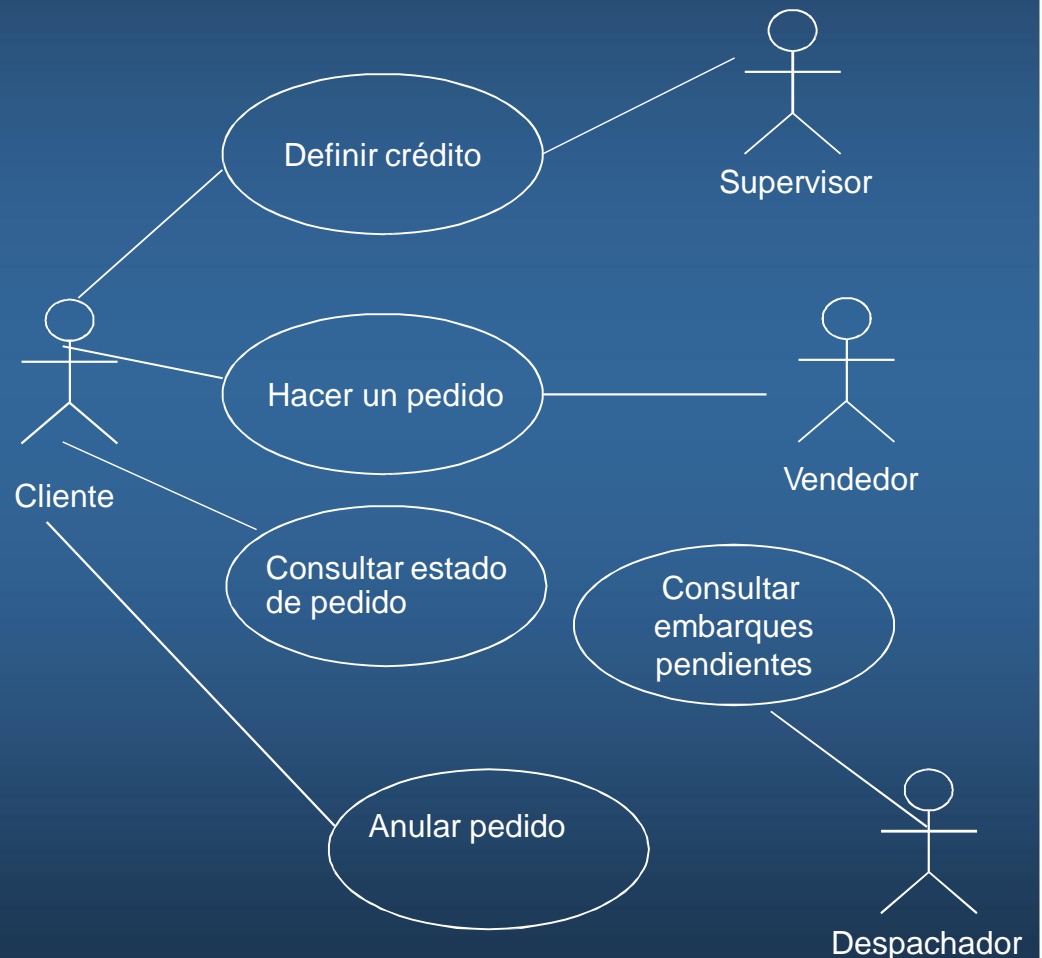 Definir crédito
Supervisor
Hacer un pedido
Vendedor
Cliente
Consultar estado
de pedido
Consultar
embarques
pendientes
Anular pedido
Despachador